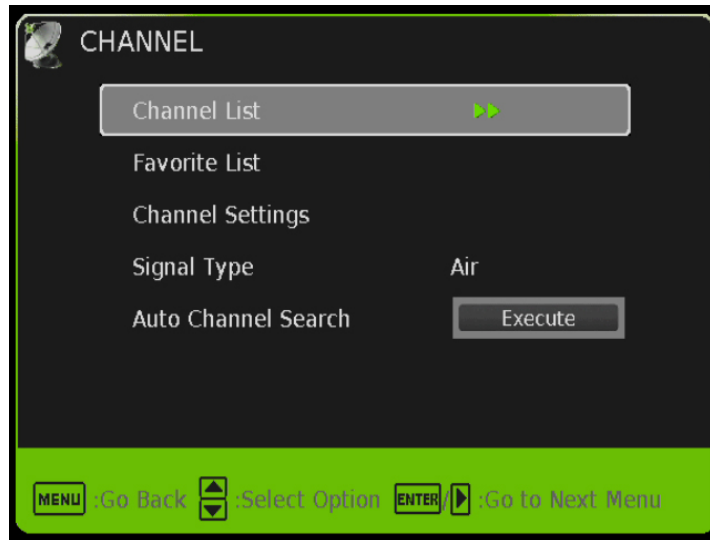 CHANNEL
Channel List
Favorite List
Channel Settings
Signal Type Air
Auto Channel Search Execute
MENU :Go Back :Select Option ENTER/ :Go to Next Menu